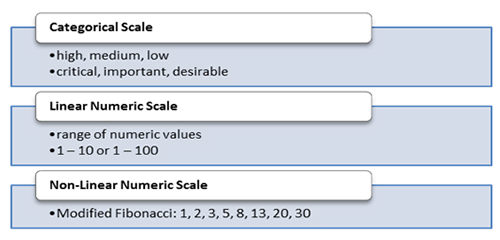 Categorical Scale
•high, medium, low
•critical, important, desirable
Linear Numeric Scale
•range of numeric values
•1 – 10 or 1 – 100
Non-Linear Numeric Scale
•Modified Fibonacci: 1, 2, 3, 5, 8, 13, 20, 30